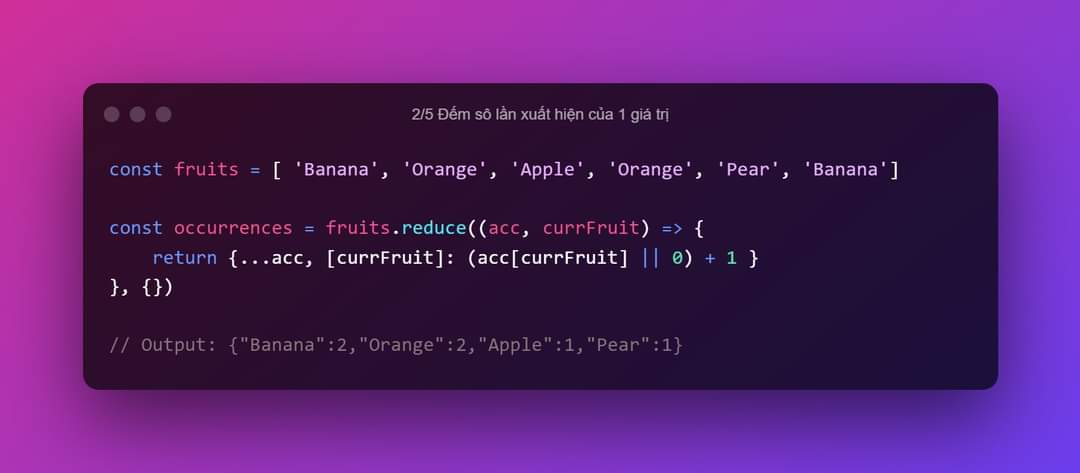 2/5 Đếm sô lần xuất hiện của 1 giá trị
const fruits = [ 'Banana', 'Orange', 'Apple', 'Orange', 'Pear', 'Banana']
const occurrences = fruits.reduce((acc, currFruit) => {
    return {...acc, [currFruit]: (acc[currFruit] || 0) + 1 }
}, {})
// Output: {"Banana":2,"Orange":2,"Apple":1,"Pear":1}